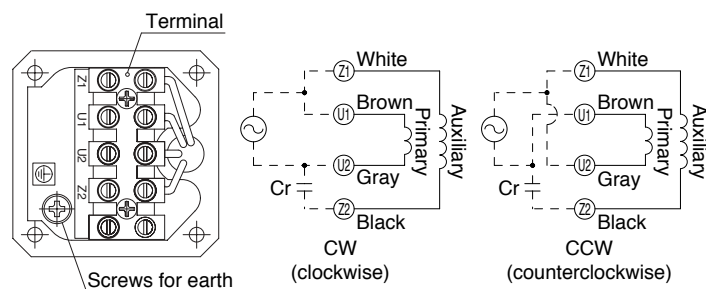 Terminal
Z1
U1
U2
Z2
Screws for earth
Z1 White
U1 Brown
Primary
Auxiliary
U2 Gray
Cr
Z2 Black
CW
(clockwise)
Z1 White
U1 Brown
Primary
Auxiliary
U2 Gray
Cr
Z2 Black
CCW
(counterclockwise)